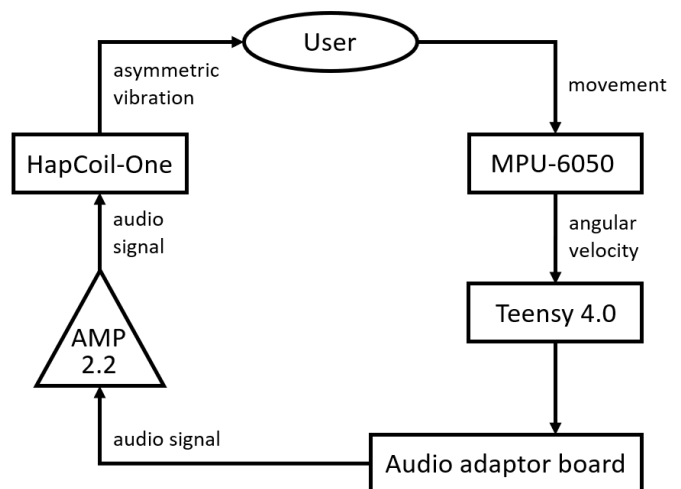 User
asymmetric
vibration
movement
HapCoil-One
MPU-6050
audio
signal
angular
velocity
Teensy 4.0
AMP
2.2
audio signal
Audio adaptor board